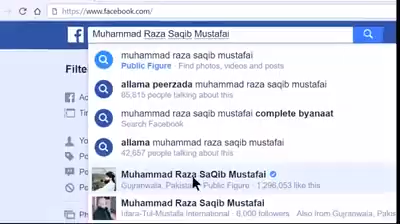 https://www.facebook.com/
Muhammad Raza Saqib Mustafai
muhammad raza saqib mustafai
Public Figure · Find photos, videos and posts
Filte
allama peerzada muhammad raza saqib mustafai
65,615 people talking about this
muhammad raza saqib mustafai complete byanaat
Search Facebook
allama muhammad raza saqib mustafai
42,657 people talking about this
Muhammad Raza SaQib Mustafai
Gujranwala, Pakistan · Public Figure · 1,296,053 like this
Muhammad Raza Saqib Mustafai
Idara-Tul-Mustafa International · 6,000 followers · Also from Gujranwala, Pakistan